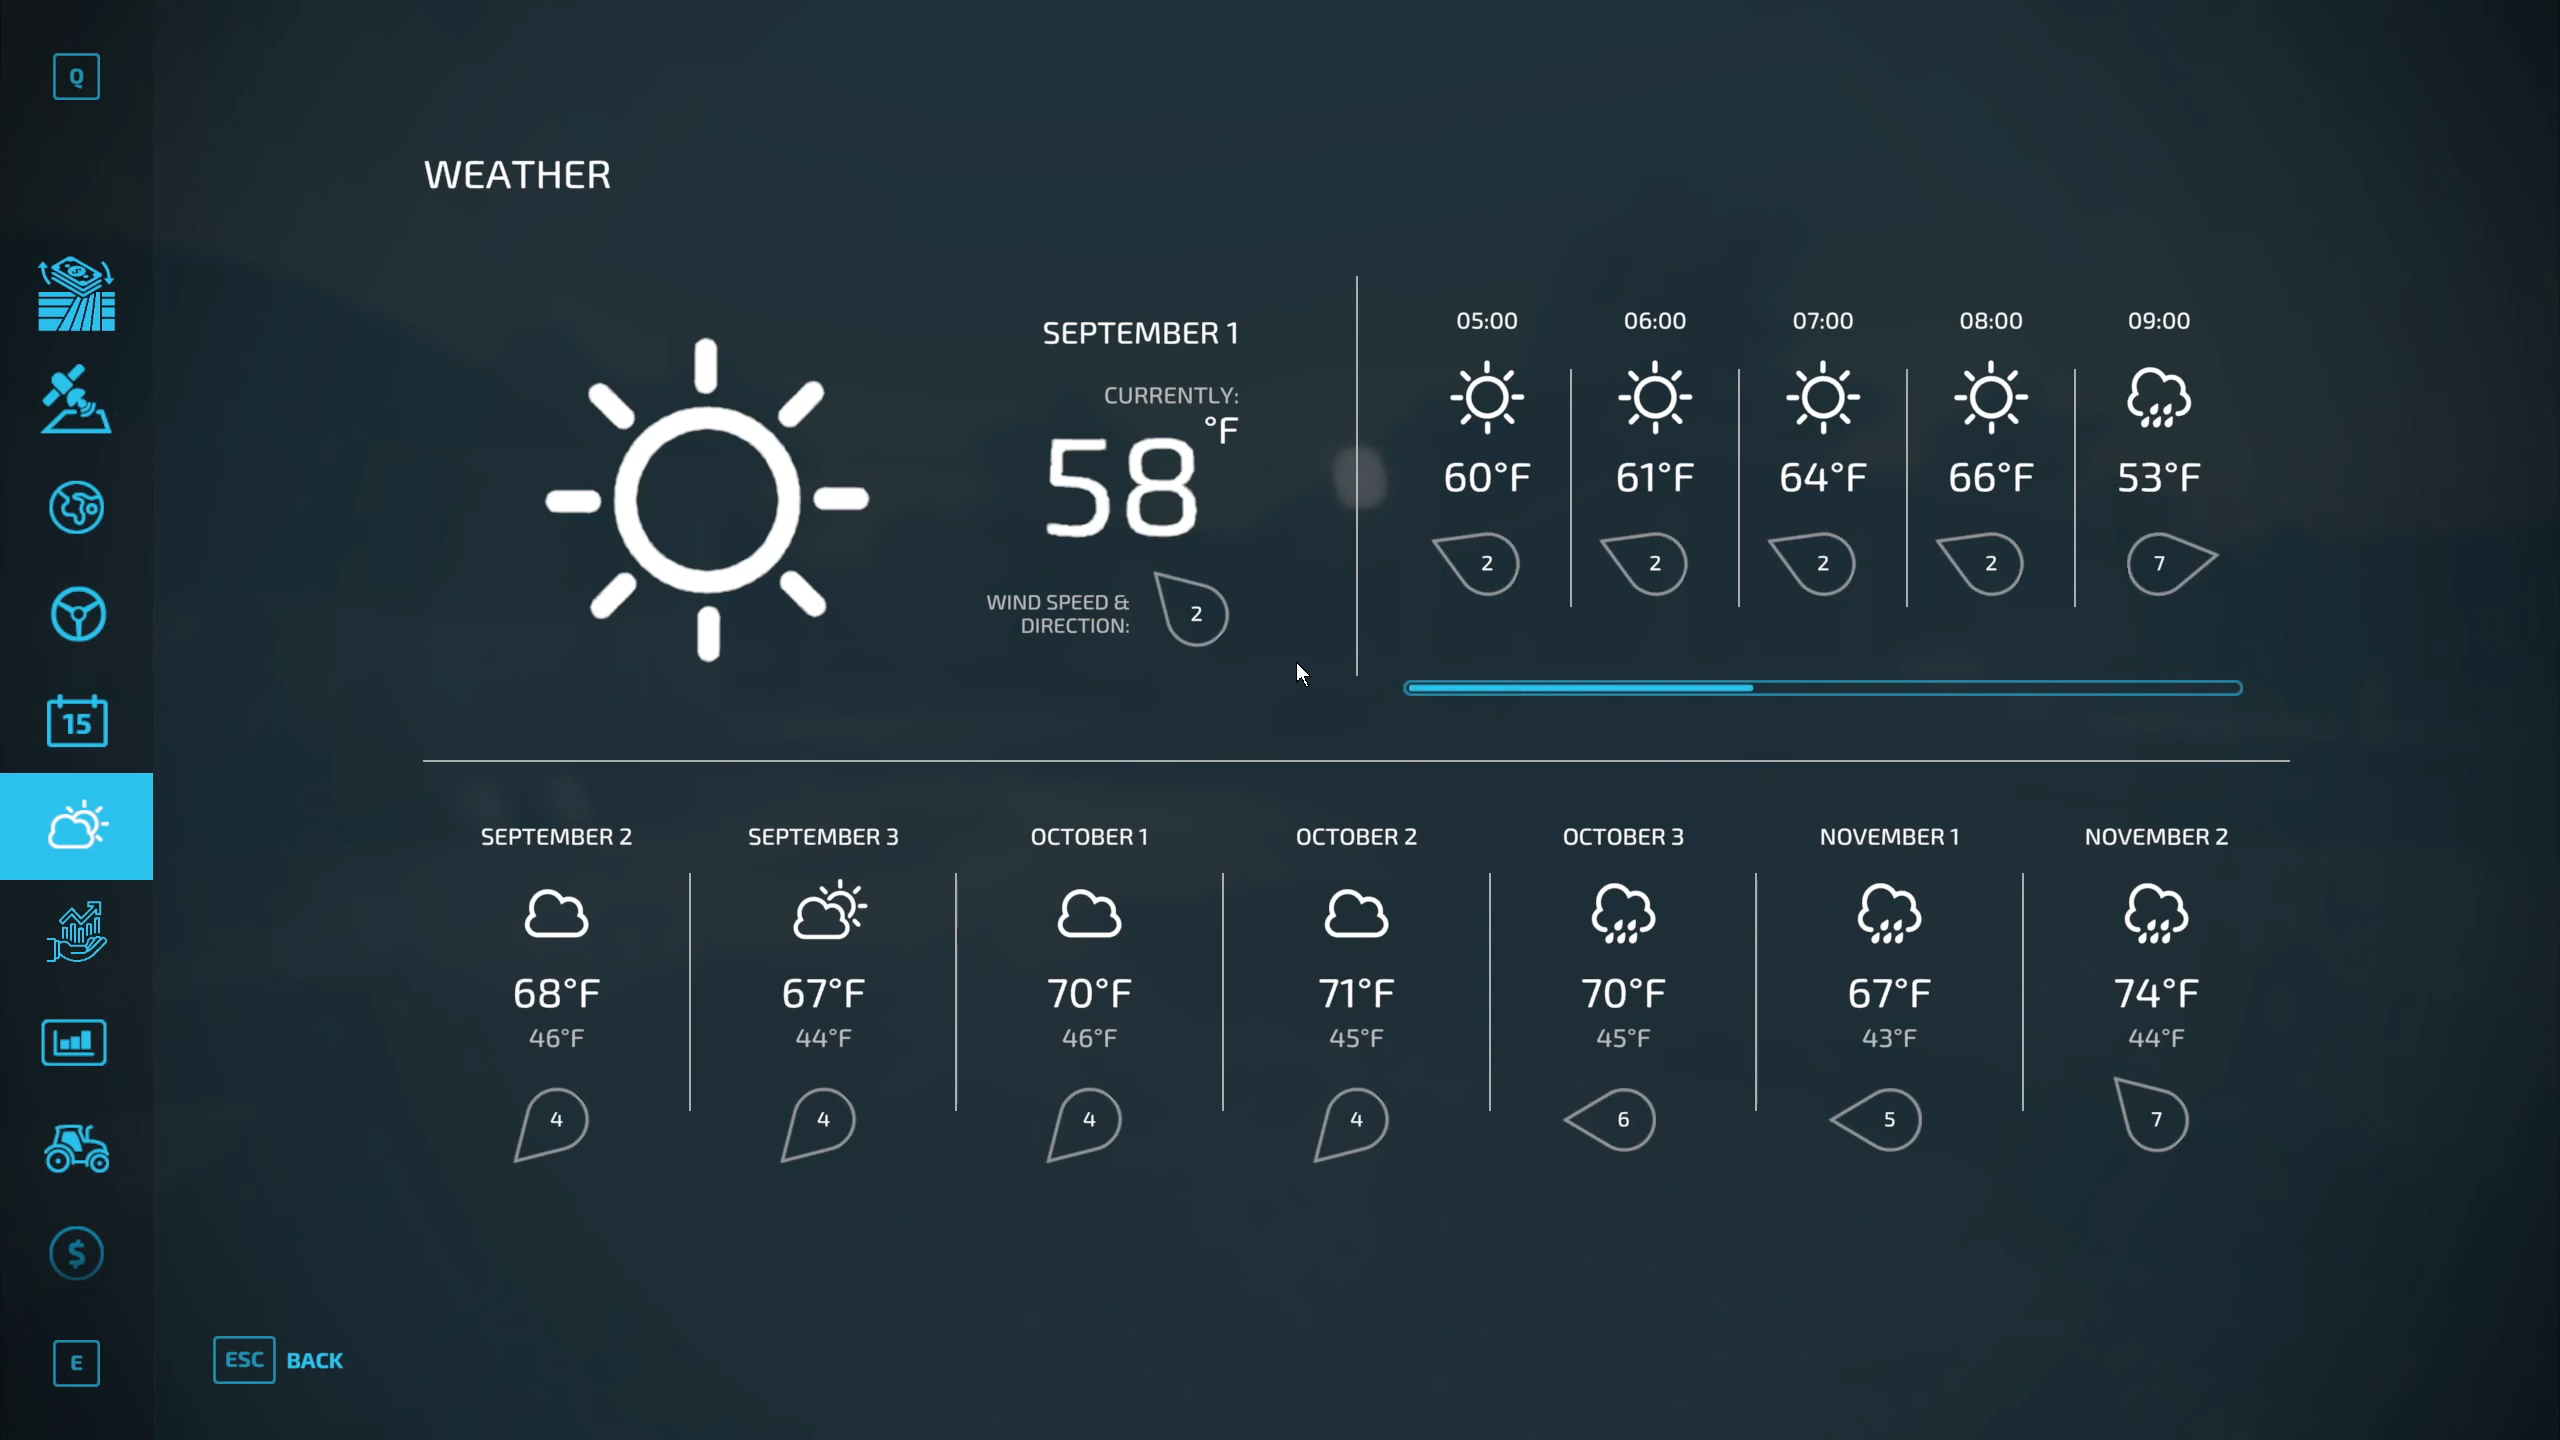 Q
WEATHER
SEPTEMBER 1
CURRENTLY:
58 °F
WIND SPEED &
DIRECTION:
2
05:00 06:00 07:00 08:00 09:00
60°F 61°F 64°F 66°F 53°F
2 2 2 2 7
15
SEPTEMBER 2 SEPTEMBER 3 OCTOBER 1 OCTOBER 2 OCTOBER 3 NOVEMBER 1 NOVEMBER 2
68°F 67°F 70°F 71°F 70°F 67°F 74°F
46°F 44°F 46°F 45°F 45°F 43°F 44°F
4 4 4 4 6 5 7
$
E
ESC BACK